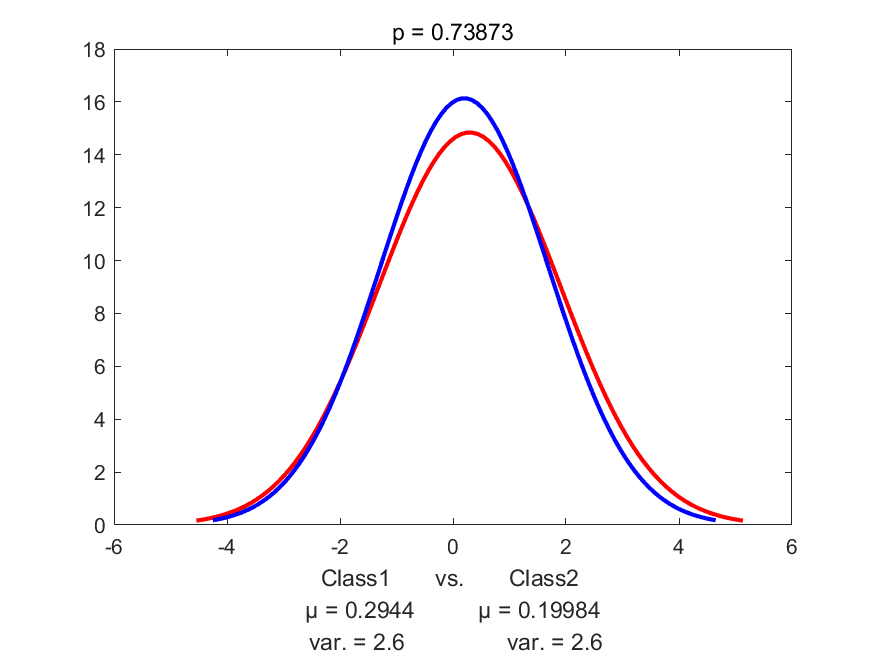 p = 0.73873
18
16
14
12
10
8
6
4
2
0
-6 -4 -2 0 2 4 6
Class1 vs. Class2
μ = 0.2944 μ = 0.19984
var. = 2.6 var. = 2.6